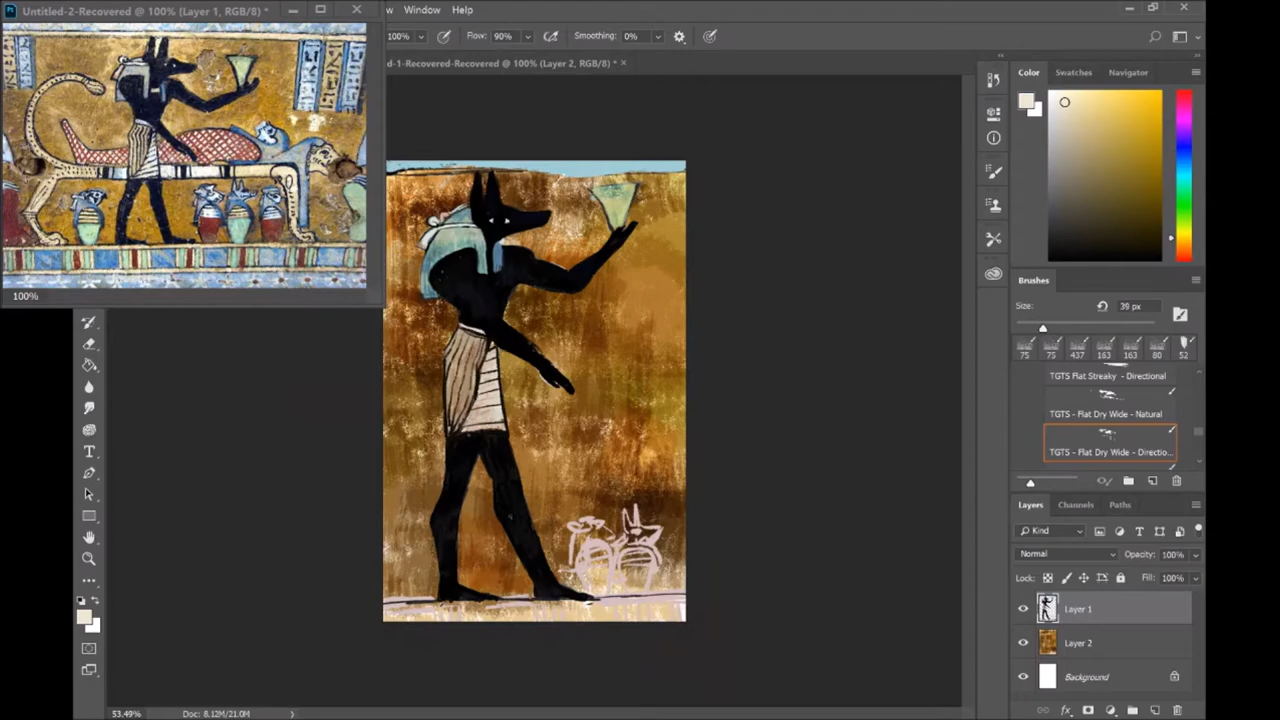 Untitled-2-Recovered @ 100% (Layer 1, RGB/8) *
Window Help
100% Flow: 90% Smoothing: 0%
d-1-Recovered-Recovered @ 100% (Layer 2, RGB/8) * ×
100%
Color Swatches Navigator
Brushes
Size: 39 px
75 75 437 163 163 80 52
TGTS Flat Streaky - Directional
TGTS - Flat Dry Wide - Natural
TGTS - Flat Dry Wide - Directio...
Layers Channels Paths
Kind
Normal Opacity: 100%
Lock: Fill: 100%
Layer 1
Layer 2
Background
fx
53.49% Doc: 8.12M/21.0M